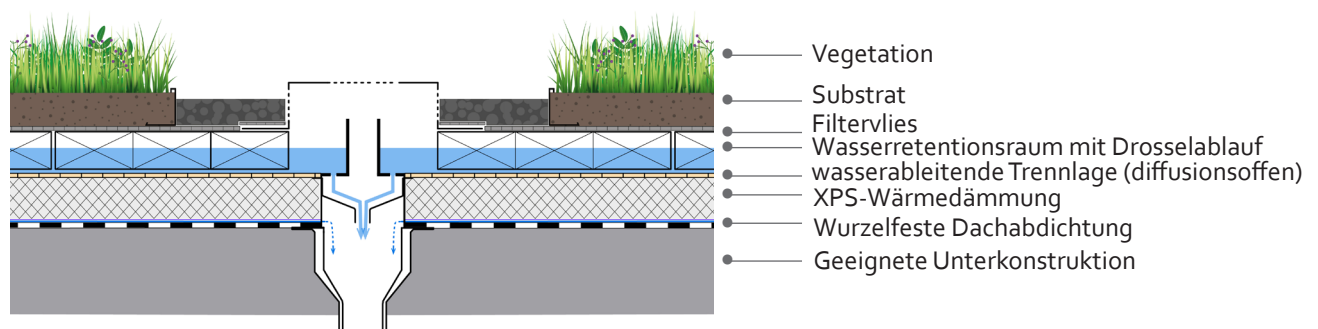 Vegetation
Substrat
Filtervlies
Wasserretentionsraum mit Drosselablauf
wasserableitende Trennlage (diffusionsoffen)
XPS-Wärmedämmung
Wurzelfeste Dachabdichtung
Geeignete Unterkonstruktion